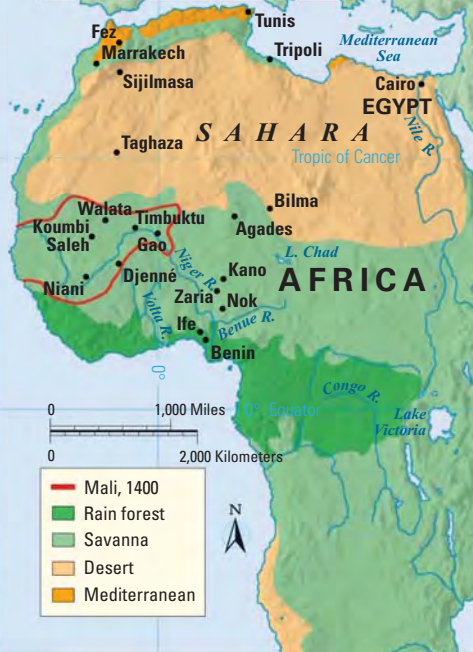 Tunis
Fez
Mediterranean
Sea
Marrakech
Tripoli
Sijilmasa
Cairo
EGYPT
SAHARA
Nile R.
Taghaza
Tropic of Cancer
Walata
Timbuktu
Bilma
Koumbi
Saleh
Gao
Agades
L. Chad
Niger R.
Kano
AFRICA
Djenné
Niani
Zaria
Nok
Volta R.
Ife
Benue R.
Benin
0°
Congo R.
0 1,000 Miles
0° Equator
Lake
Victoria
0 2,000 Kilometers
Mali, 1400
Rain forest
Savanna
Desert
Mediterranean
N